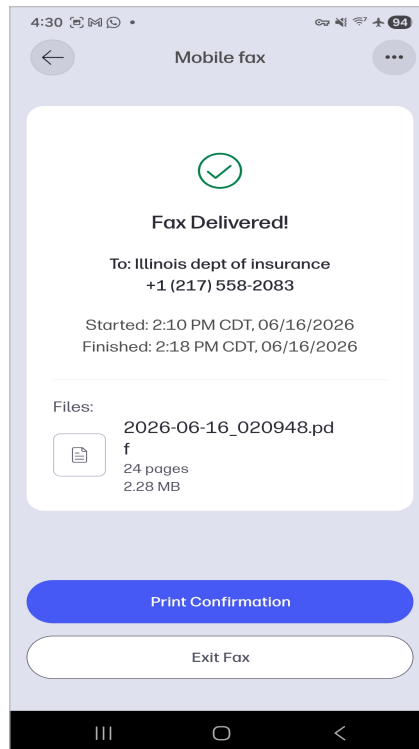 4:30
94
Mobile fax
Fax Delivered!
To: Illinois dept of insurance
+1 (217) 558-2083
Started: 2:10 PM CDT, 06/16/2026
Finished: 2:18 PM CDT, 06/16/2026
Files:
2026-06-16_020948.pd
f
24 pages
2.28 MB
Print Confirmation
Exit Fax